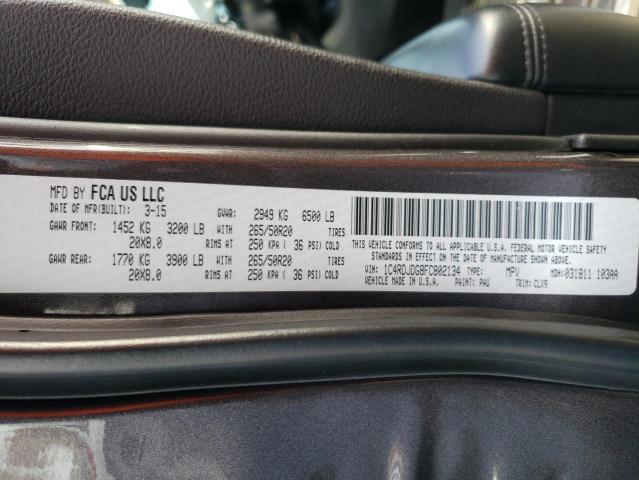 MFD BY FCA US LLC
DATE OF MFR(BUILT): 3-15 GVWR: 2949 KG 6500 LB
GAWR FRONT: 1452 KG 3200 LB WITH 265/50R20
20X8.0 RIMS AT 250 KPA ( 36 PSI) COLD
GAWR REAR: 1770 KG 3900 LB WITH 265/50R20
20X8.0 RIMS AT 250 KPA ( 36 PSI) COLD
THIS VEHICLE CONFORMS TO ALL APPLICABLE U.S.A. FEDERAL MOTOR VEHICLE SAFETY
STANDARDS IN EFFECT ON THE DATE OF MANUFACTURE SHOWN ABOVE.
VIN: 1C4RDJDG8FC802134 TYPE: MPV MDH: 031811 103AA
VEHICLE MADE IN U.S.A. PAINT: PAU TRIM: CLX9